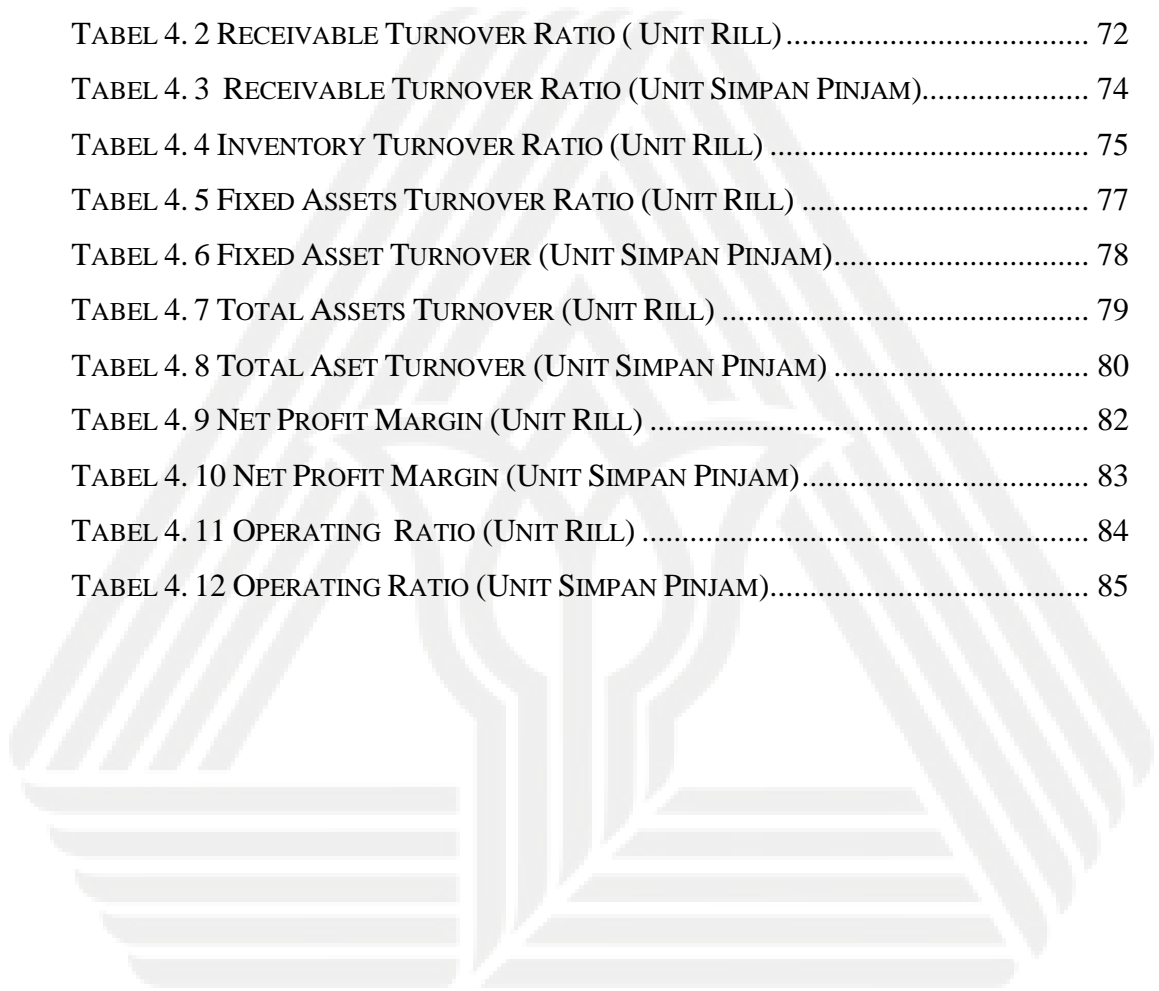 TABEL 4. 2 RECEIVABLE TURNOVER RATIO ( UNIT RILL) .................................... 72
TABEL 4. 3  RECEIVABLE TURNOVER RATIO (UNIT SIMPAN PINJAM)................... 74
TABEL 4. 4 INVENTORY TURNOVER RATIO (UNIT RILL) ...................................... 75
TABEL 4. 5 FIXED ASSETS TURNOVER RATIO (UNIT RILL) .................................. 77
TABEL 4. 6 FIXED ASSET TURNOVER (UNIT SIMPAN PINJAM).............................. 78
TABEL 4. 7 TOTAL ASSETS TURNOVER (UNIT RILL) ........................................... 79
TABEL 4. 8 TOTAL ASET TURNOVER (UNIT SIMPAN PINJAM) .............................. 80
TABEL 4. 9 NET PROFIT MARGIN (UNIT RILL) .................................................... 82
TABEL 4. 10 NET PROFIT MARGIN (UNIT SIMPAN PINJAM).................................. 83
TABEL 4. 11 OPERATING  RATIO (UNIT RILL) ..................................................... 84
TABEL 4. 12 OPERATING RATIO (UNIT SIMPAN PINJAM)..................................... 85